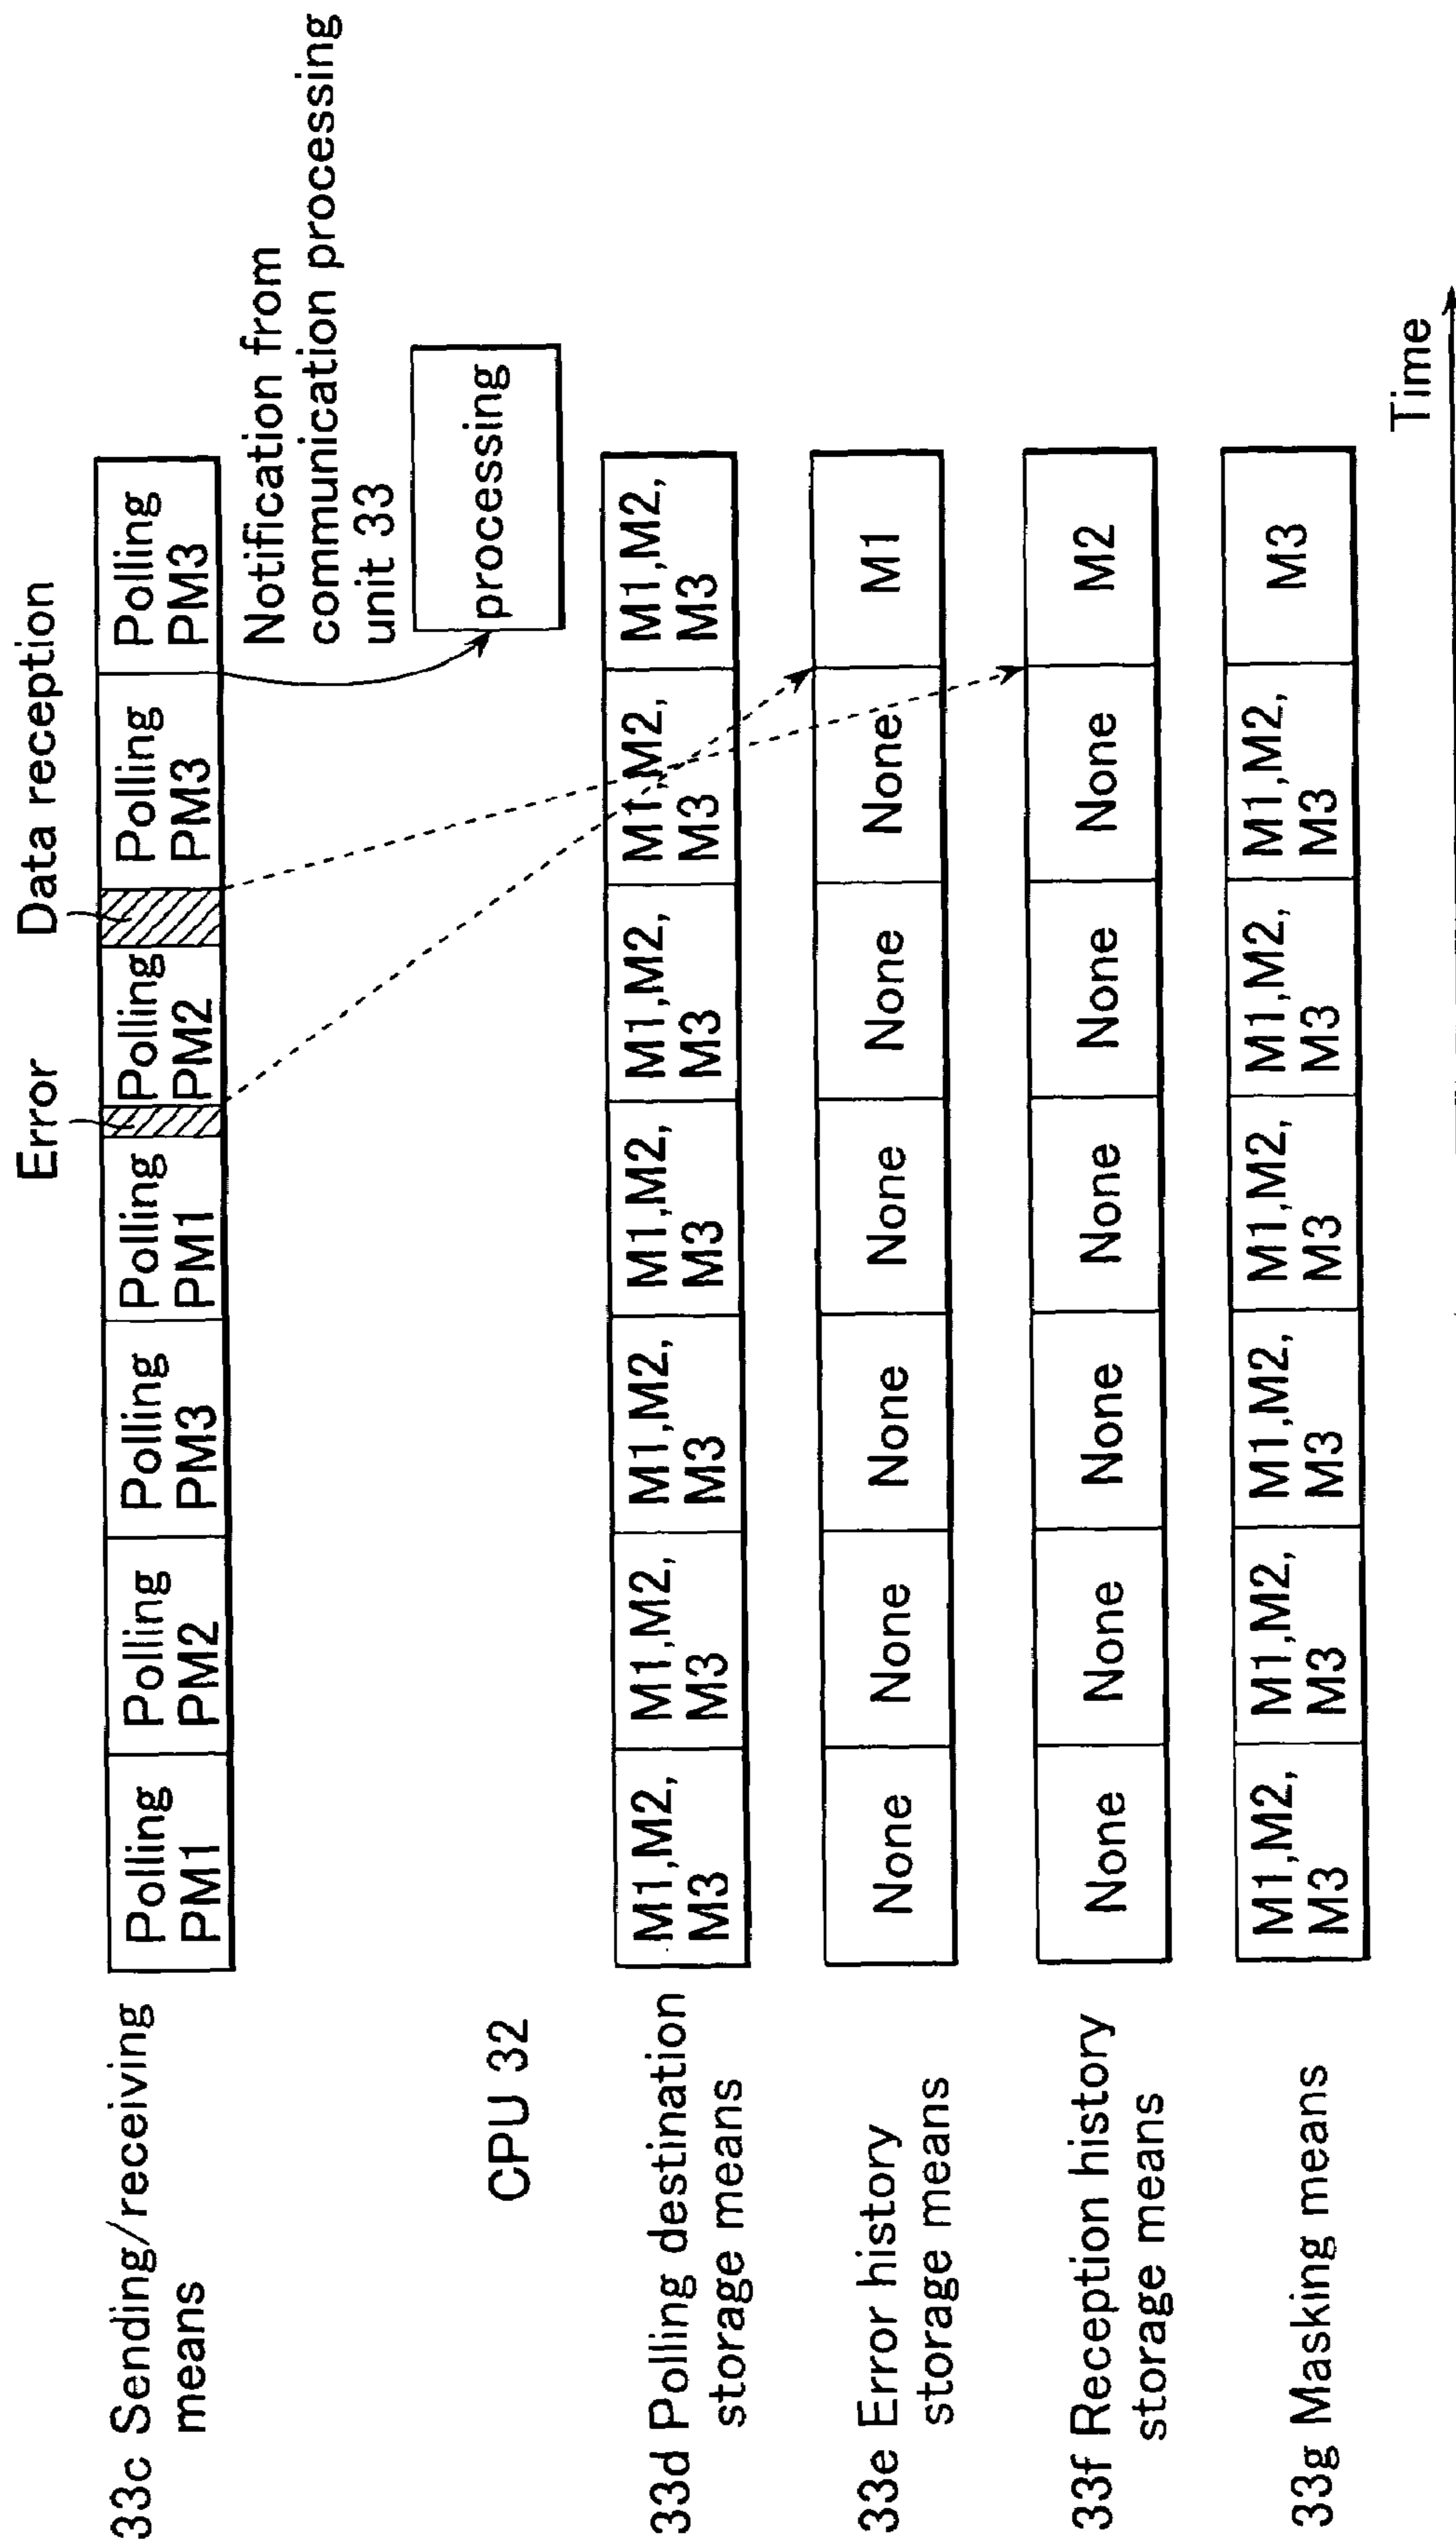 Error
Data reception
33c Sending/receiving
means
Polling
PM1
Polling
PM2
Polling
PM3
Polling
PM1
Polling
PM2
Polling
PM3
Polling
PM3
Notification from
communication processing
unit 33
CPU 32
processing
33d Polling destination
storage means
M1,M2,
M3
M1,M2,
M3
M1,M2,
M3
M1,M2,
M3
M1,M2,
M3
M1,M2,
M3
M1,M2,
M3
33e Error history
storage means
None
None
None
None
None
None
M1
33f Reception history
storage means
None
None
None
None
None
None
M2
33g Masking means
M1,M2,
M3
M1,M2,
M3
M1,M2,
M3
M1,M2,
M3
M1,M2,
M3
M1,M2,
M3
M3
Time